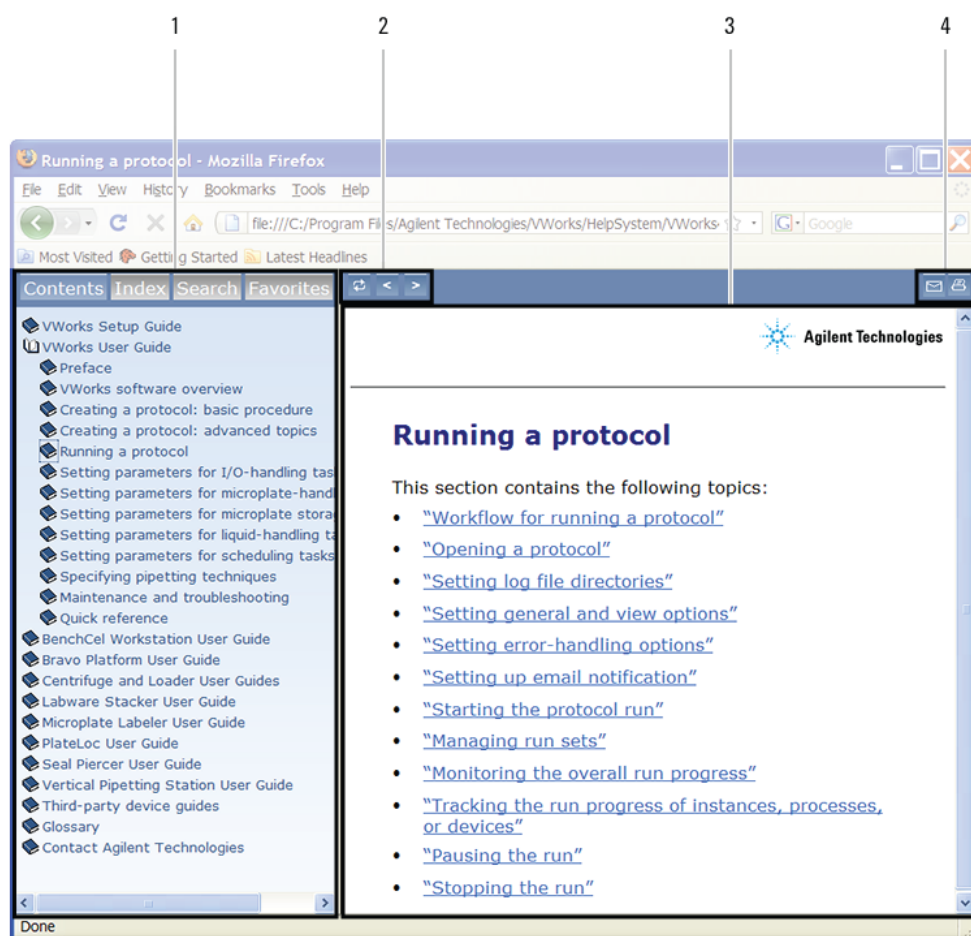 1 2 3 4
Running a protocol - Mozilla Firefox
File Edit View History Bookmarks Tools Help
file:///C:/Program Files/Agilent Technologies/VWorks/HelpSystem/VWorks- G Google
Most Visited Getting Started Latest Headlines
Contents Index Search Favorites < >
VWorks Setup Guide
VWorks User Guide
Preface
VWorks software overview
Creating a protocol: basic procedure
Creating a protocol: advanced topics
Running a protocol
Setting parameters for I/O-handling tas
Setting parameters for microplate-handl
Setting parameters for microplate stora
Setting parameters for liquid-handling ta
Setting parameters for scheduling tasks
Specifying pipetting techniques
Maintenance and troubleshooting
Quick reference
BenchCel Workstation User Guide
Bravo Platform User Guide
Centrifuge and Loader User Guides
Labware Stacker User Guide
Microplate Labeler User Guide
PlateLoc User Guide
Seal Piercer User Guide
Vertical Pipetting Station User Guide
Third-party device guides
Glossary
Contact Agilent Technologies
Agilent Technologies
Running a protocol
This section contains the following topics:
• “Workflow for running a protocol”
• “Opening a protocol”
• “Setting log file directories”
• “Setting general and view options”
• “Setting error-handling options”
• “Setting up email notification”
• “Starting the protocol run”
• “Managing run sets”
• “Monitoring the overall run progress”
• “Tracking the run progress of instances, processes,
or devices”
• “Pausing the run”
• “Stopping the run”
Done